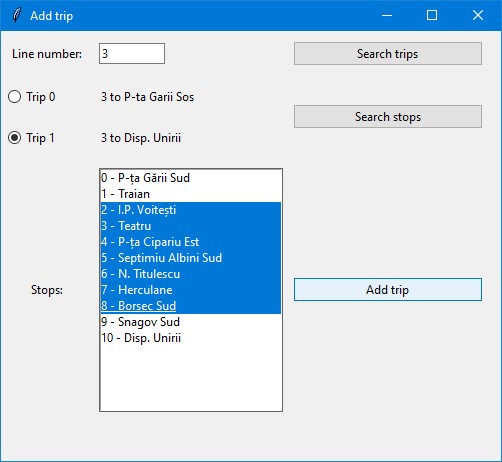 Add trip
Line number: 3 Search trips
Trip 0 3 to P-ta Garii Sos
Search stops
Trip 1 3 to Disp. Unirii
0 - P-ța Gării Sud
1 - Traian
2 - I.P. Voitești
3 - Teatru
4 - P-ța Cipariu Est
5 - Septimiu Albini Sud
6 - N. Titulescu
7 - Herculane
Stops: Add trip
8 - Borsec Sud
9 - Snagov Sud
10 - Disp. Unirii